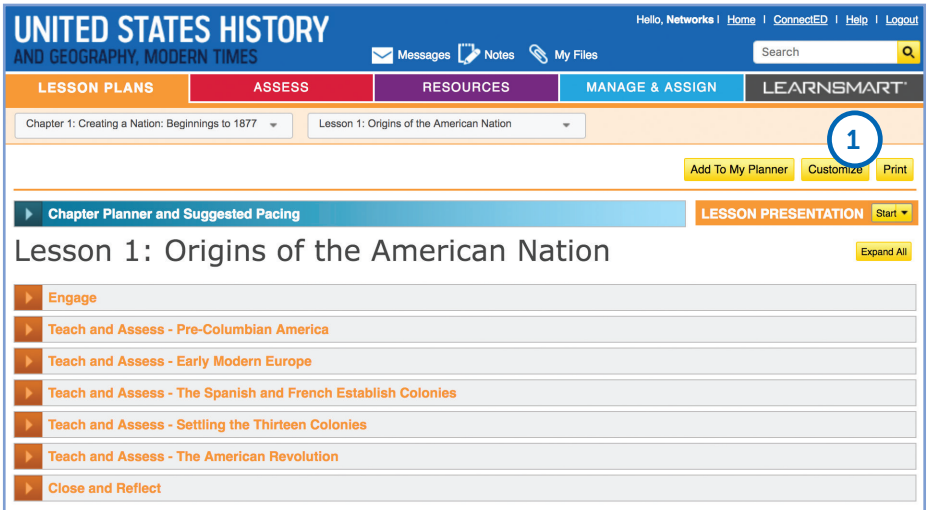 UNITED STATES HISTORY
AND GEOGRAPHY, MODERN TIMES
Hello, Networks | Home | ConnectED | Help | Logout
Messages Notes My Files
Search
LESSON PLANS ASSESS RESOURCES MANAGE & ASSIGN LEARNSMART
Chapter 1: Creating a Nation: Beginnings to 1877 Lesson 1: Origins of the American Nation
1
Add To My Planner Customize Print
Chapter Planner and Suggested Pacing LESSON PRESENTATION Start
Lesson 1: Origins of the American Nation Expand All
Engage
Teach and Assess - Pre-Columbian America
Teach and Assess - Early Modern Europe
Teach and Assess - The Spanish and French Establish Colonies
Teach and Assess - Settling the Thirteen Colonies
Teach and Assess - The American Revolution
Close and Reflect